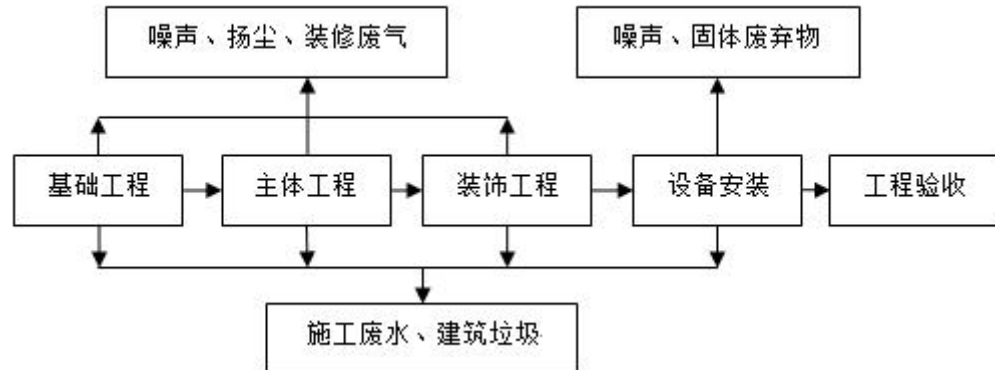 噪声、扬尘、装修废气
噪声、固体废弃物
基础工程
主体工程
装饰工程
设备安装
工程验收
施工废水、建筑垃圾